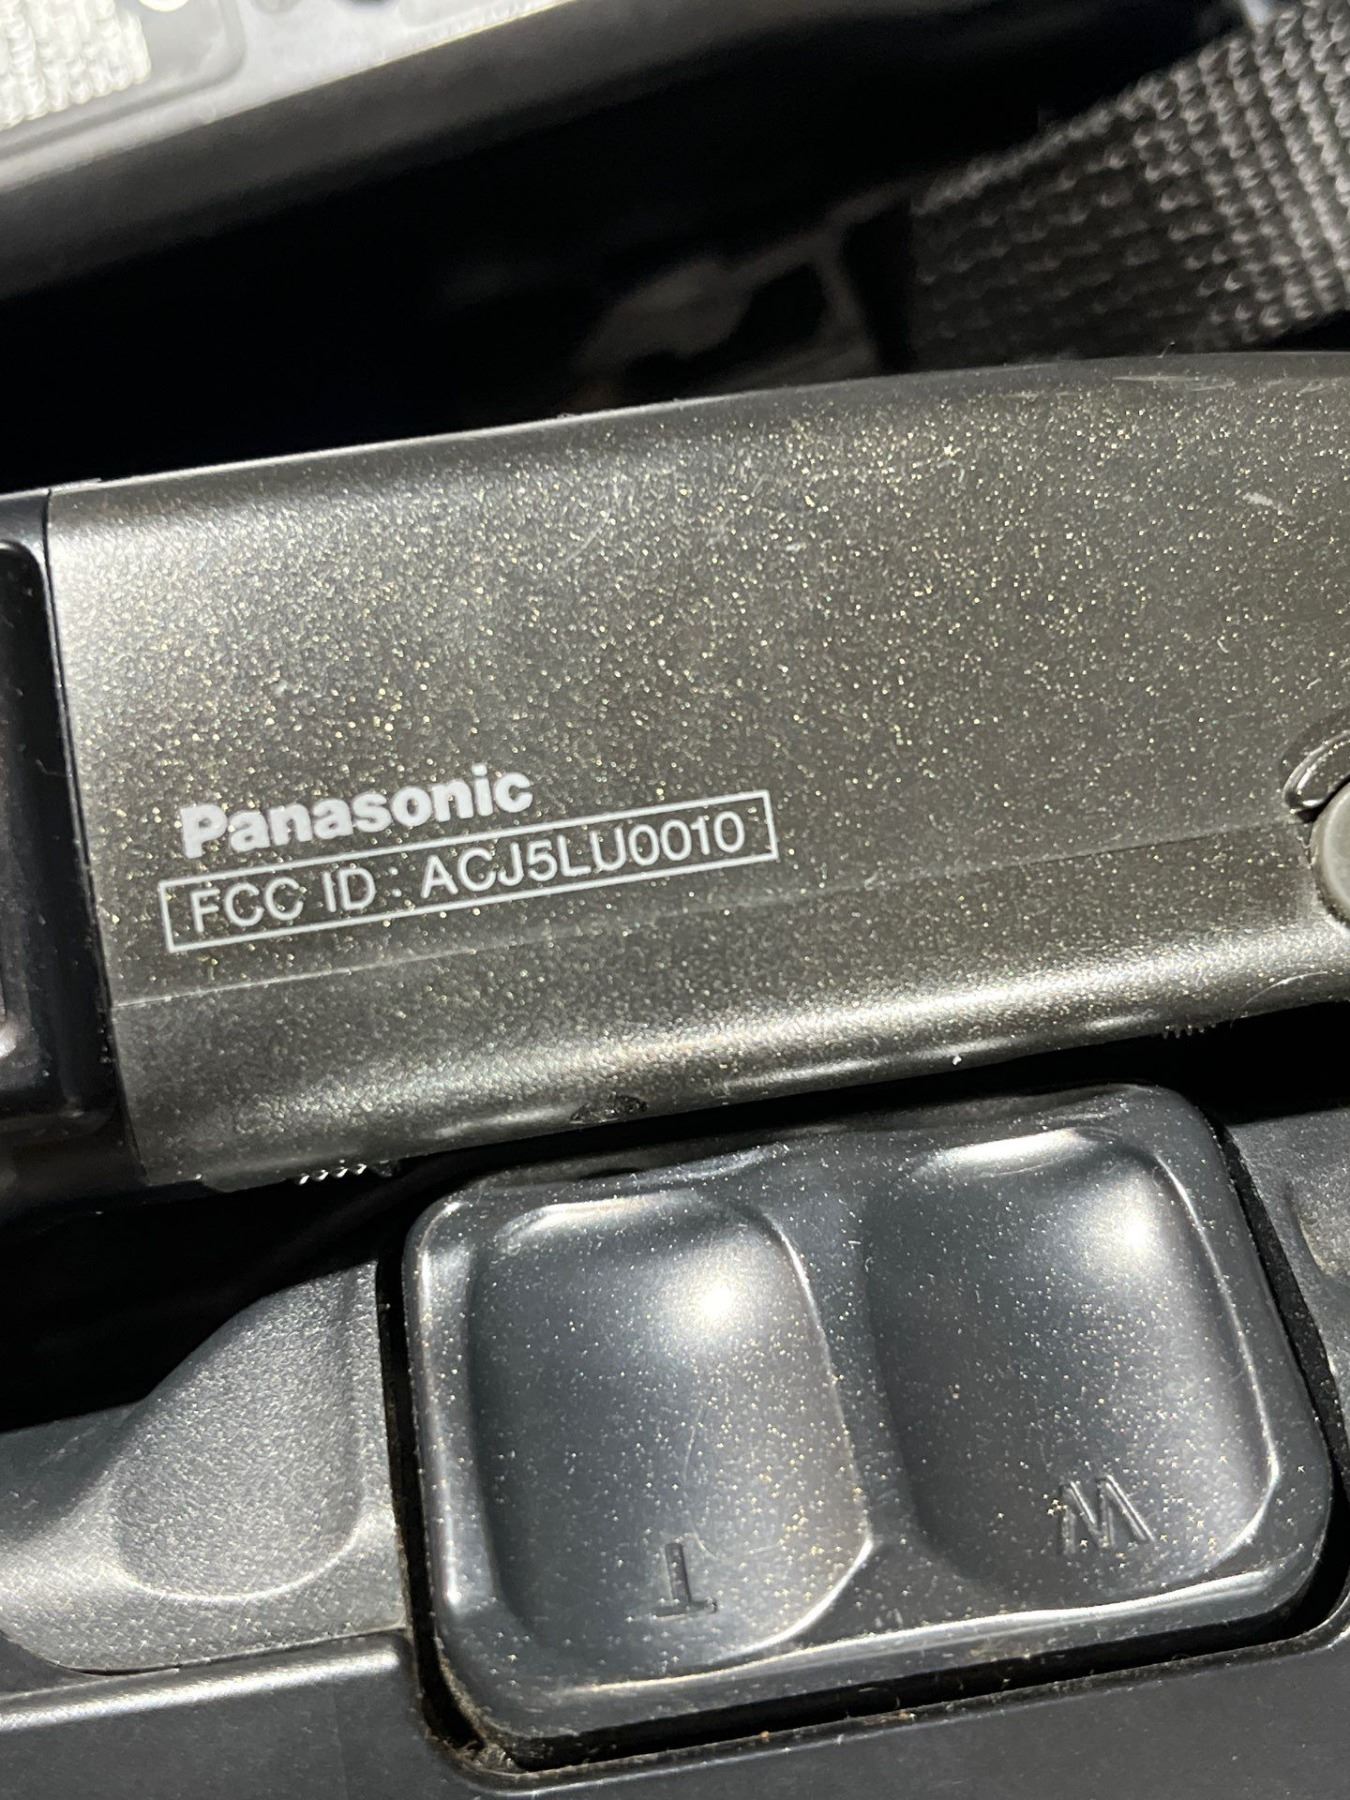 Panasonic
FCC ID : ACJ5LU0010
T W